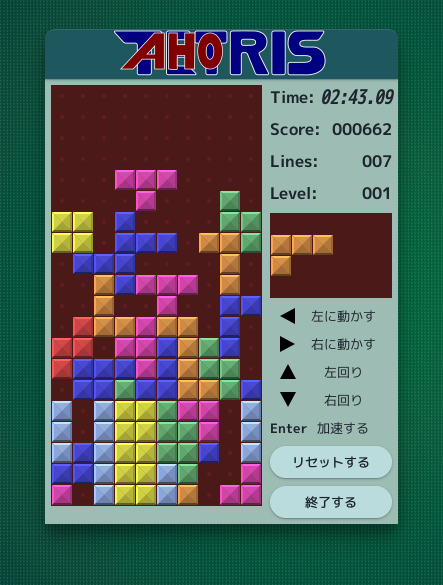 AHOTRIS
Time: 02:43.09
Score: 000662
Lines: 007
Level: 001
左に動かす
右に動かす
左回り
右回り
Enter 加速する
リセットする
終了する